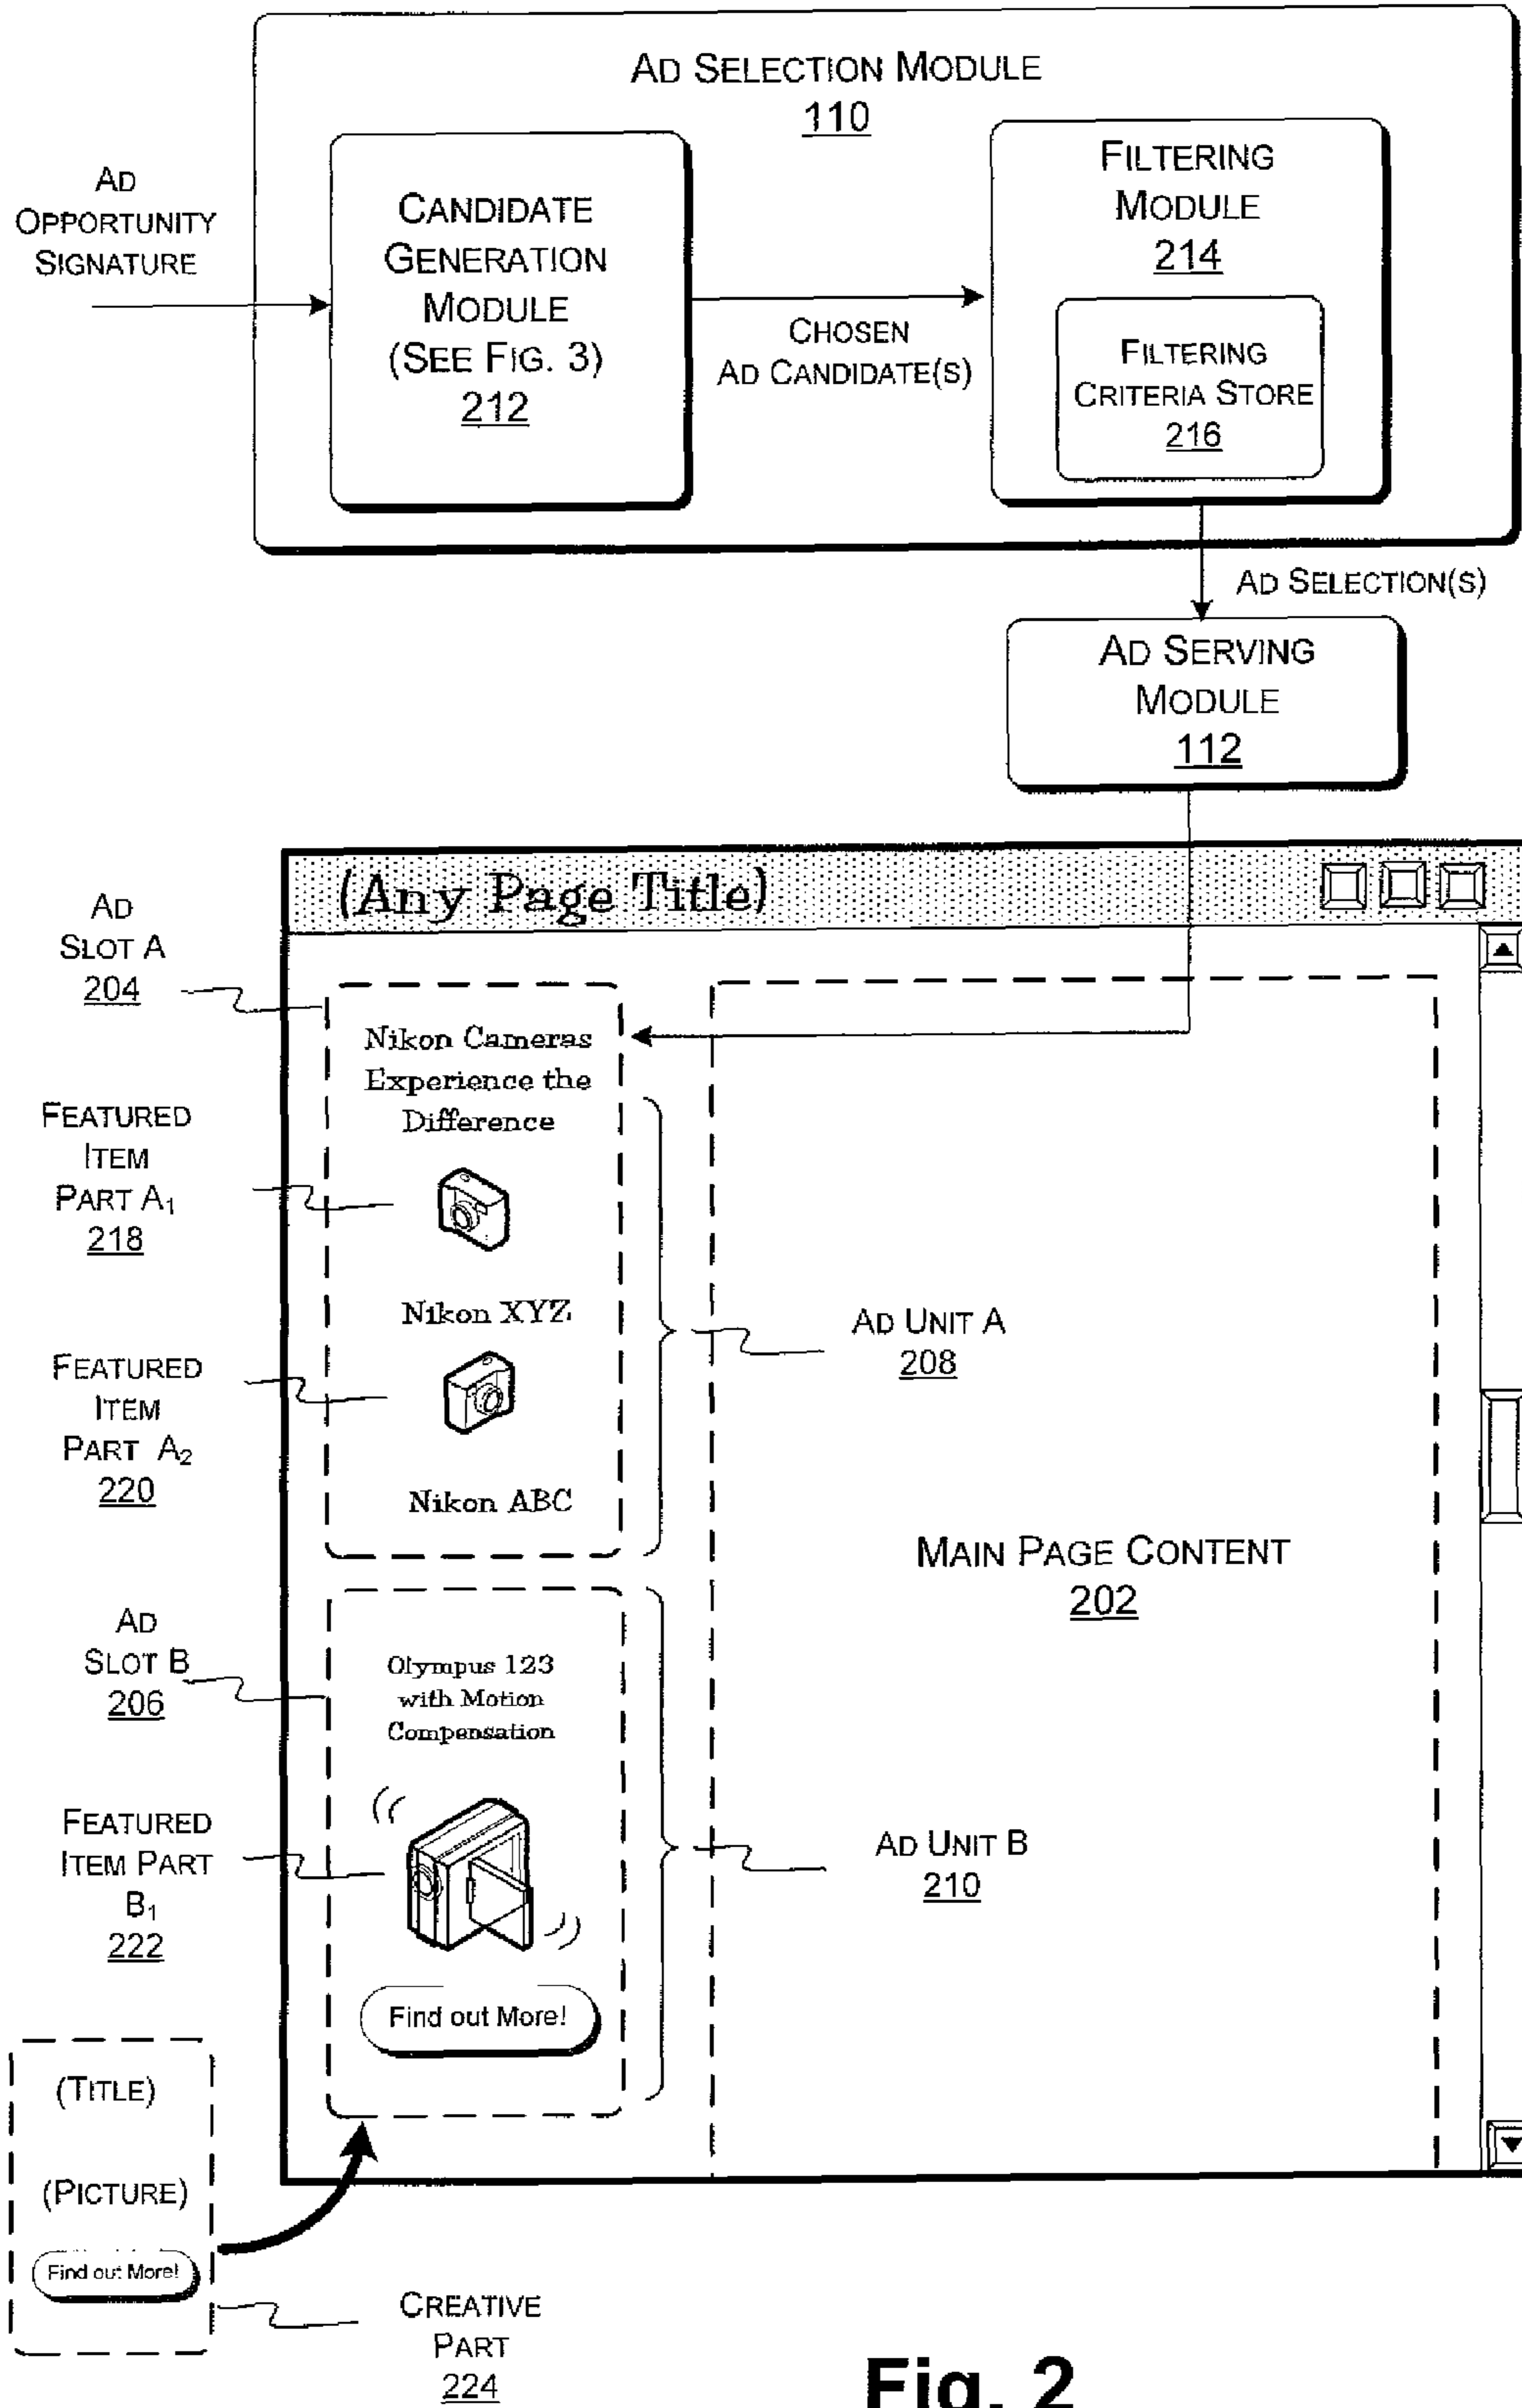 AD SELECTION MODULE
110
AD
OPPORTUNITY
SIGNATURE
CANDIDATE
GENERATION
MODULE
(SEE FIG. 3)
212
CHOSEN
AD CANDIDATE(S)
FILTERING
MODULE
214
FILTERING
CRITERIA STORE
216
AD SELECTION(S)
AD SERVING
MODULE
112
(Any Page Title)
AD
SLOT A
204
Nikon Cameras
Experience the
Difference
FEATURED
ITEM
PART A1
218
Nikon XYZ
AD UNIT A
208
FEATURED
ITEM
PART A2
220
Nikon ABC
MAIN PAGE CONTENT
202
AD
SLOT B
206
Olympus 123
with Motion
Compensation
FEATURED
ITEM PART
B1
222
AD UNIT B
210
Find out More!
(TITLE)
(PICTURE)
Find out More!
CREATIVE
PART
224
Fig. 2